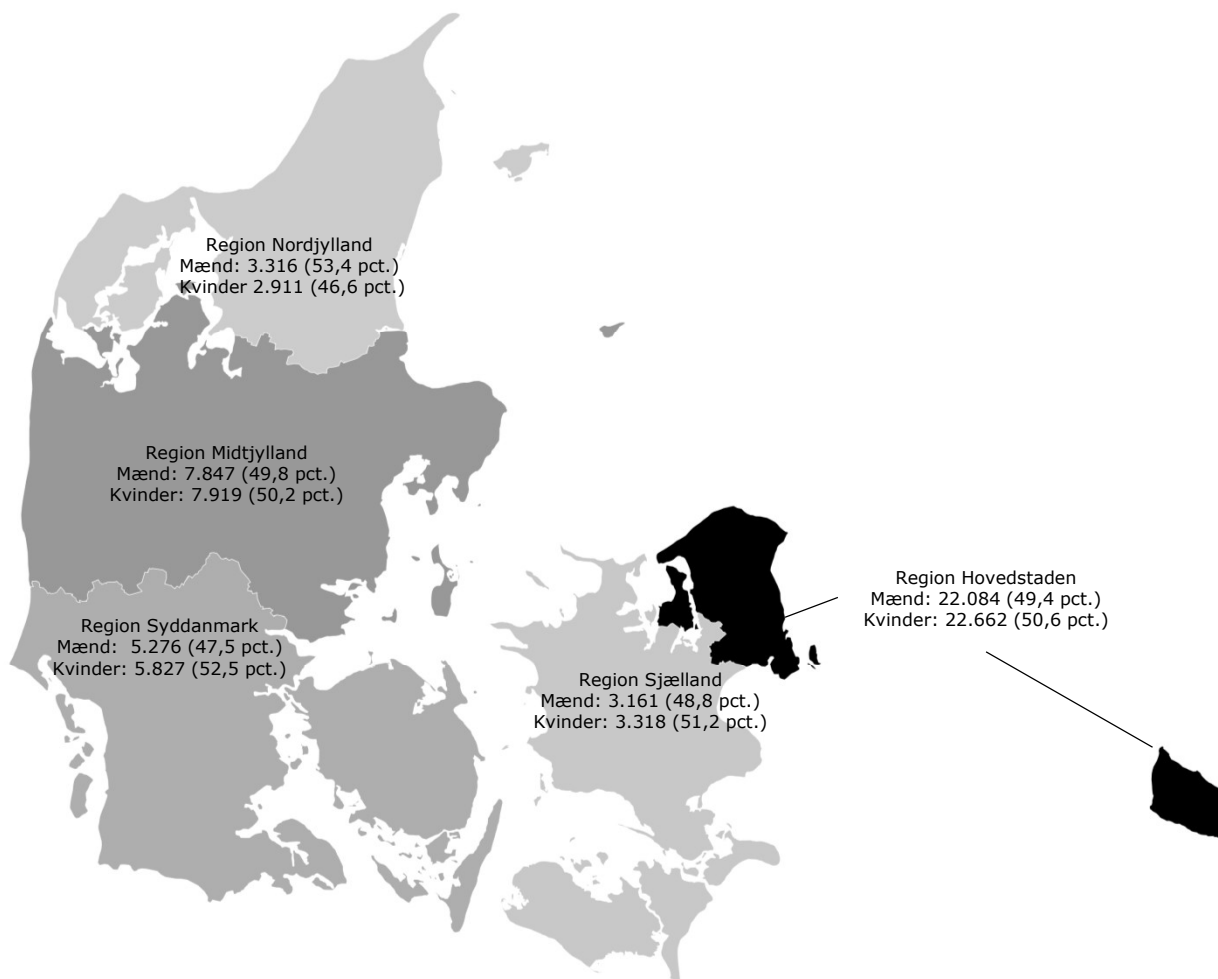 Region Nordjylland
Mænd: 3.316 (53,4 pct.)
Kvinder 2.911 (46,6 pct.)
Region Midtjylland
Mænd: 7.847 (49,8 pct.)
Kvinder: 7.919 (50,2 pct.)
Region Hovedstaden
Mænd: 22.084 (49,4 pct.)
Kvinder: 22.662 (50,6 pct.)
Region Syddanmark
Mænd:  5.276 (47,5 pct.)
Kvinder: 5.827 (52,5 pct.)
Region Sjælland
Mænd: 3.161 (48,8 pct.)
Kvinder: 3.318 (51,2 pct.)